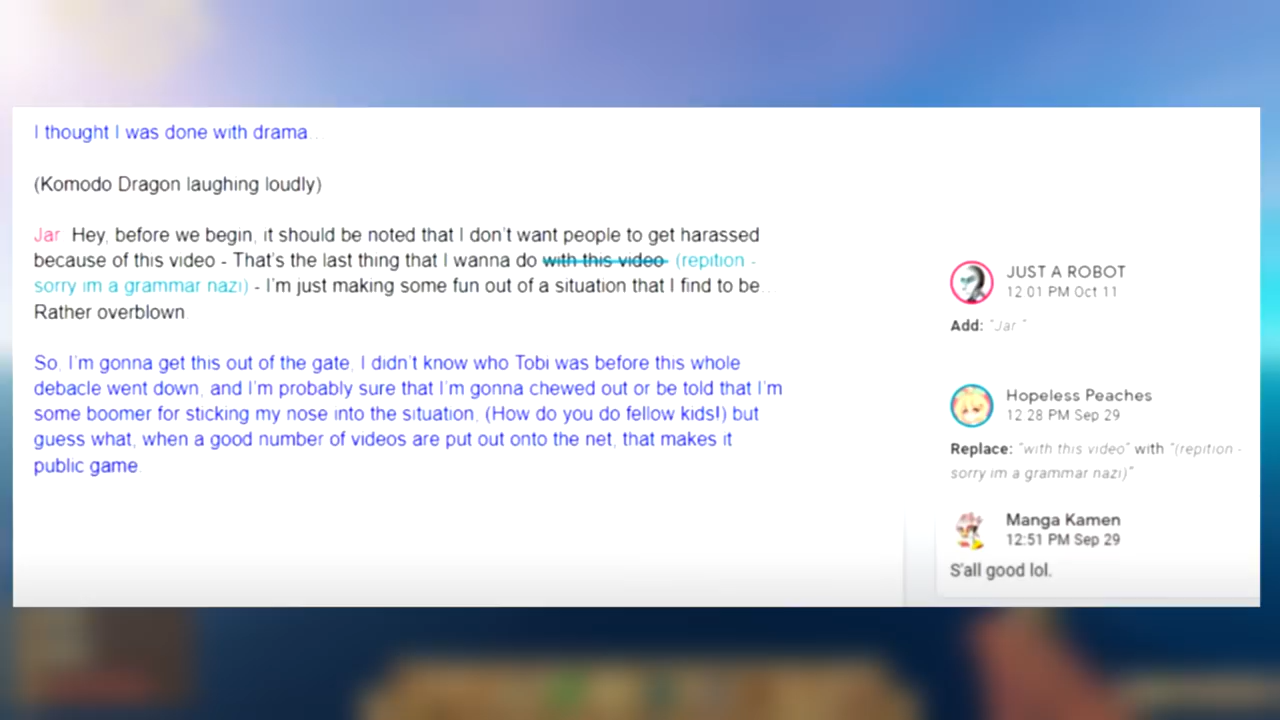 I thought I was done with drama..
(Komodo Dragon laughing loudly)
Jar Hey, before we begin, it should be noted that I don't want people to get harassed
because of this video - That's the last thing that I wanna do with this video (repition -
sorry im a grammar nazi) - I'm just making some fun out of a situation that I find to be..
Rather overblown
So, I'm gonna get this out of the gate, I didn't know who Tobi was before this whole
debacle went down, and I'm probably sure that I'm gonna chewed out or be told that I'm
some boomer for sticking my nose into the situation, (How do you do fellow kids!) but
guess what, when a good number of videos are put out onto the net, that makes it
public game.
JUST A ROBOT
12:01 PM Oct 11
Add: "Jar "
Hopeless Peaches
12:28 PM Sep 29
Replace: "with this video" with "(repition -
sorry im a grammar nazi)"
Manga Kamen
12:51 PM Sep 29
S'all good lol.